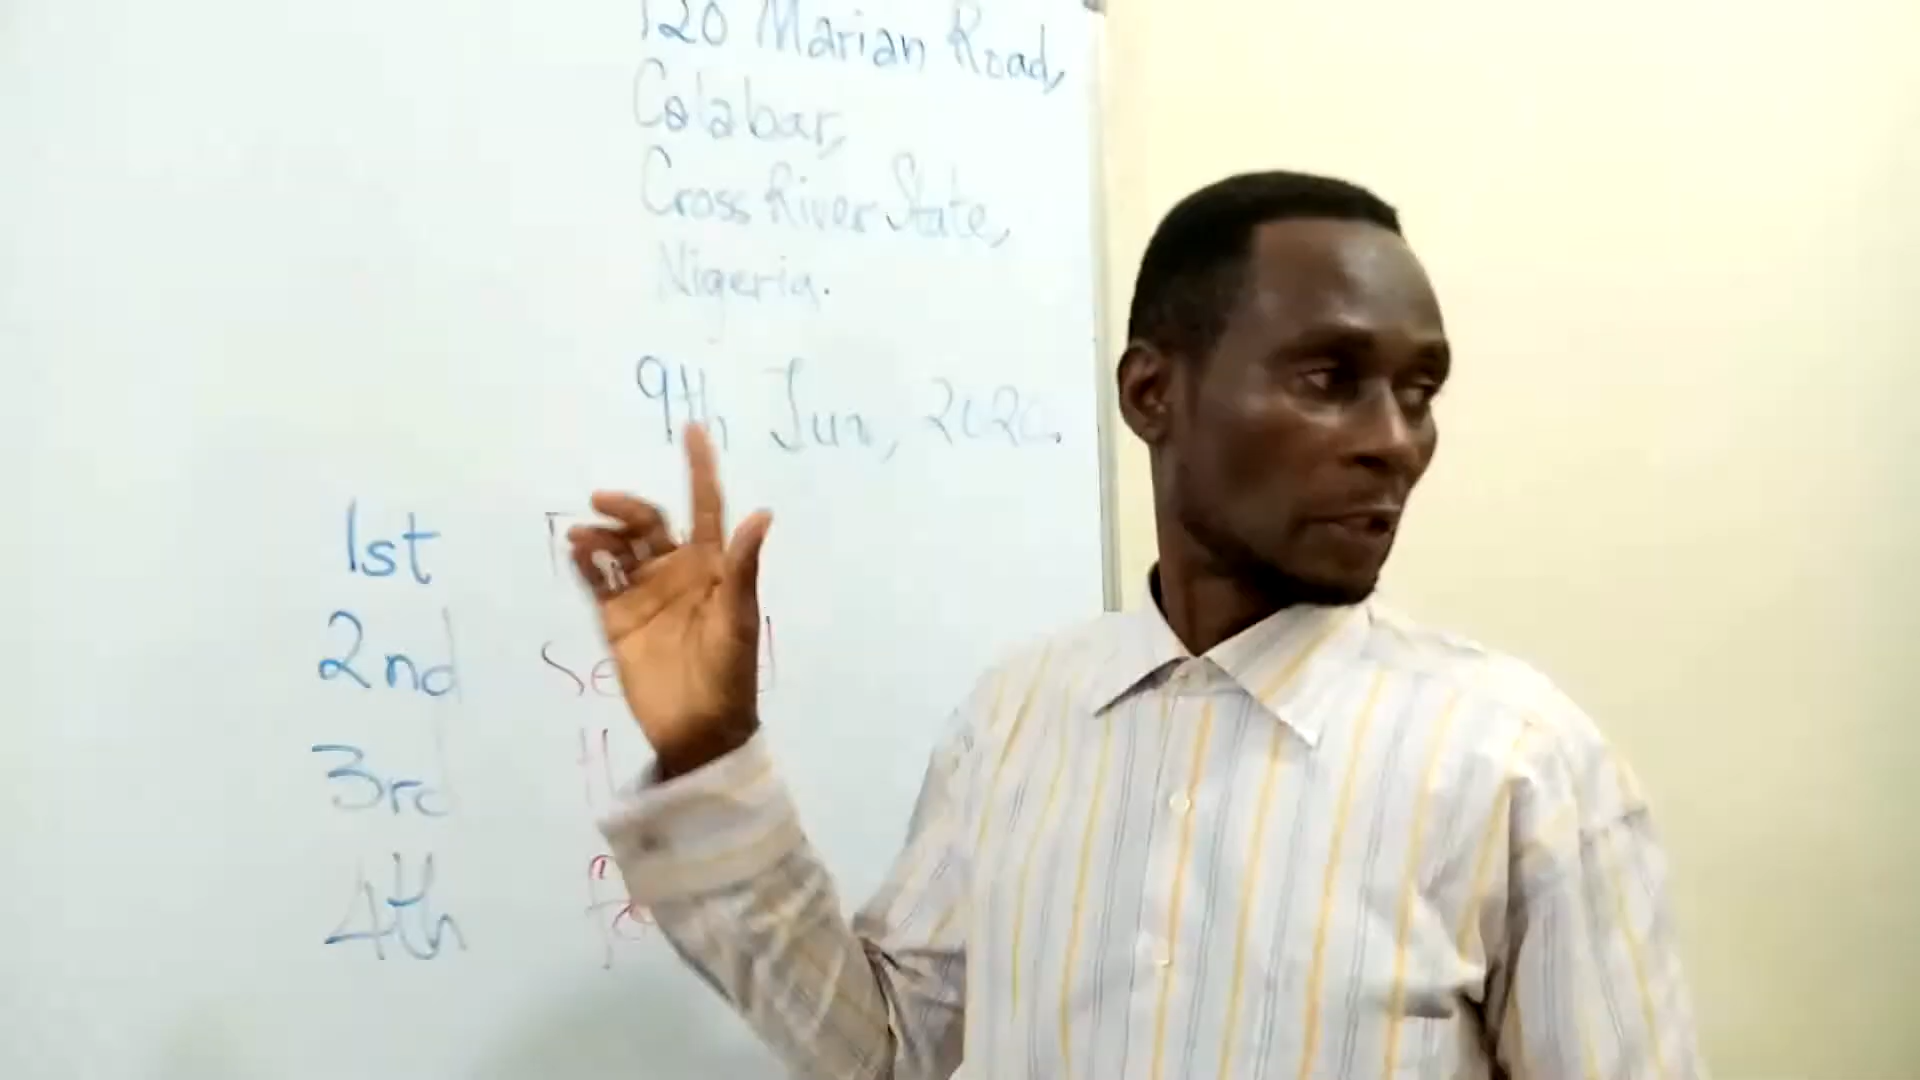 120 Marian Road,
Calabar,
Cross River State,
Nigeria.
9th Jun, 2020.
1st
2nd
3rd
4th